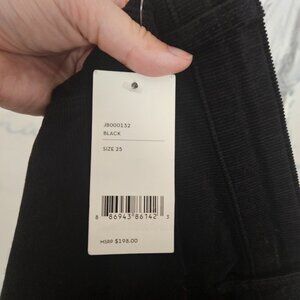 JB000132
BLACK
SIZE 25
8 86943 86142 3
MSRP $198.00